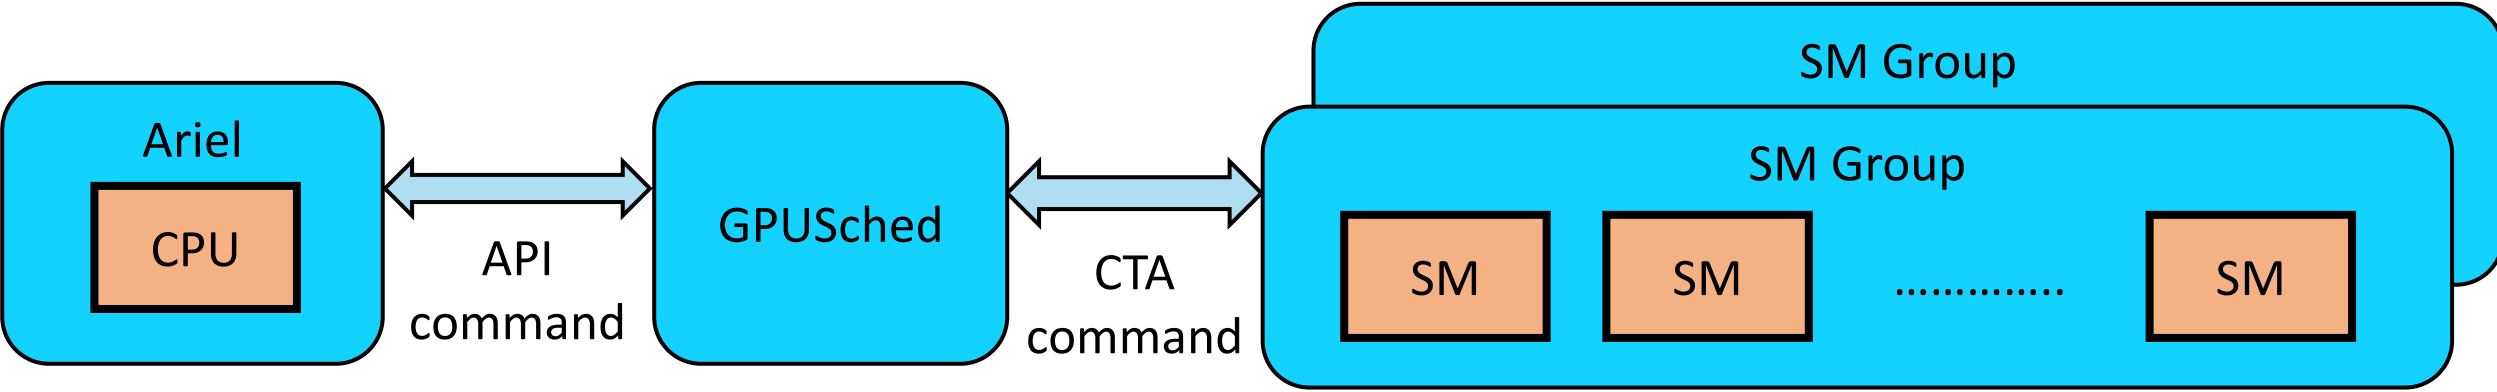 Ariel
CPU
API
command
GPUSched
CTA
command
SM Group
SM Group
SM
SM
..............
SM